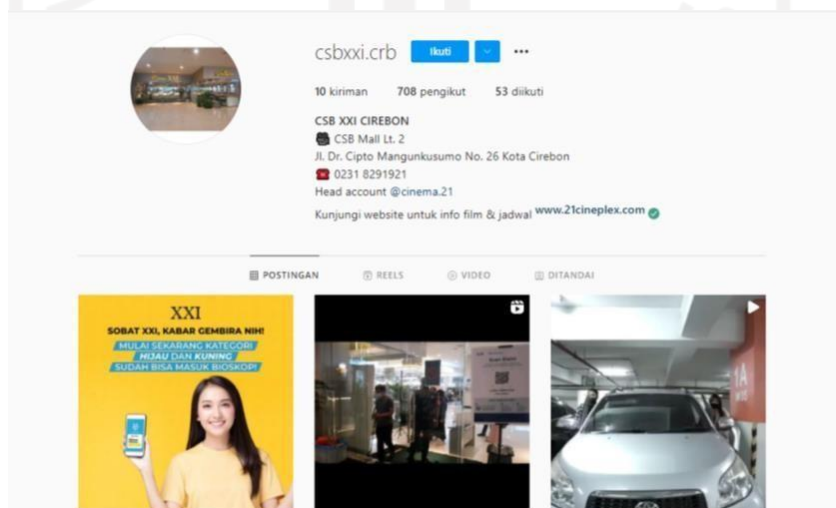 csbxxi.crb Ikuti
10 kiriman 708 pengikut 53 diikuti
CSB XXI CIREBON
CSB Mall Lt. 2
Jl. Dr. Cipto Mangunkusumo No. 26 Kota Cirebon
0231 8291921
Head account @cinema.21
Kunjungi website untuk info film & jadwal www.21cineplex.com
POSTINGAN REELS VIDEO DITANDAI
XXI
SOBAT XXI, KABAR GEMBIRA NIH!
MULAI SEKARANG KATEGORI
HIJAU DAN KUNING
SUDAH BISA MASUK BIOSKOP!
1A